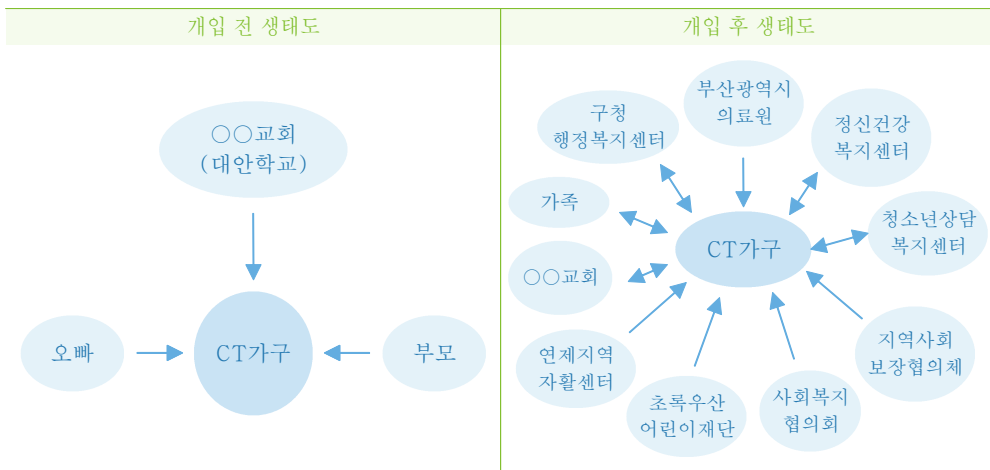 개입 전 생태도
○○교회
(대안학교)
오빠
CT가구
부모
개입 후 생태도
부산광역시
의료원
구청
행정복지센터
정신건강
복지센터
가족
청소년상담
복지센터
CT가구
○○교회
연제지역
자활센터
지역사회
보장협의체
초록우산
어린이재단
사회복지
협의회